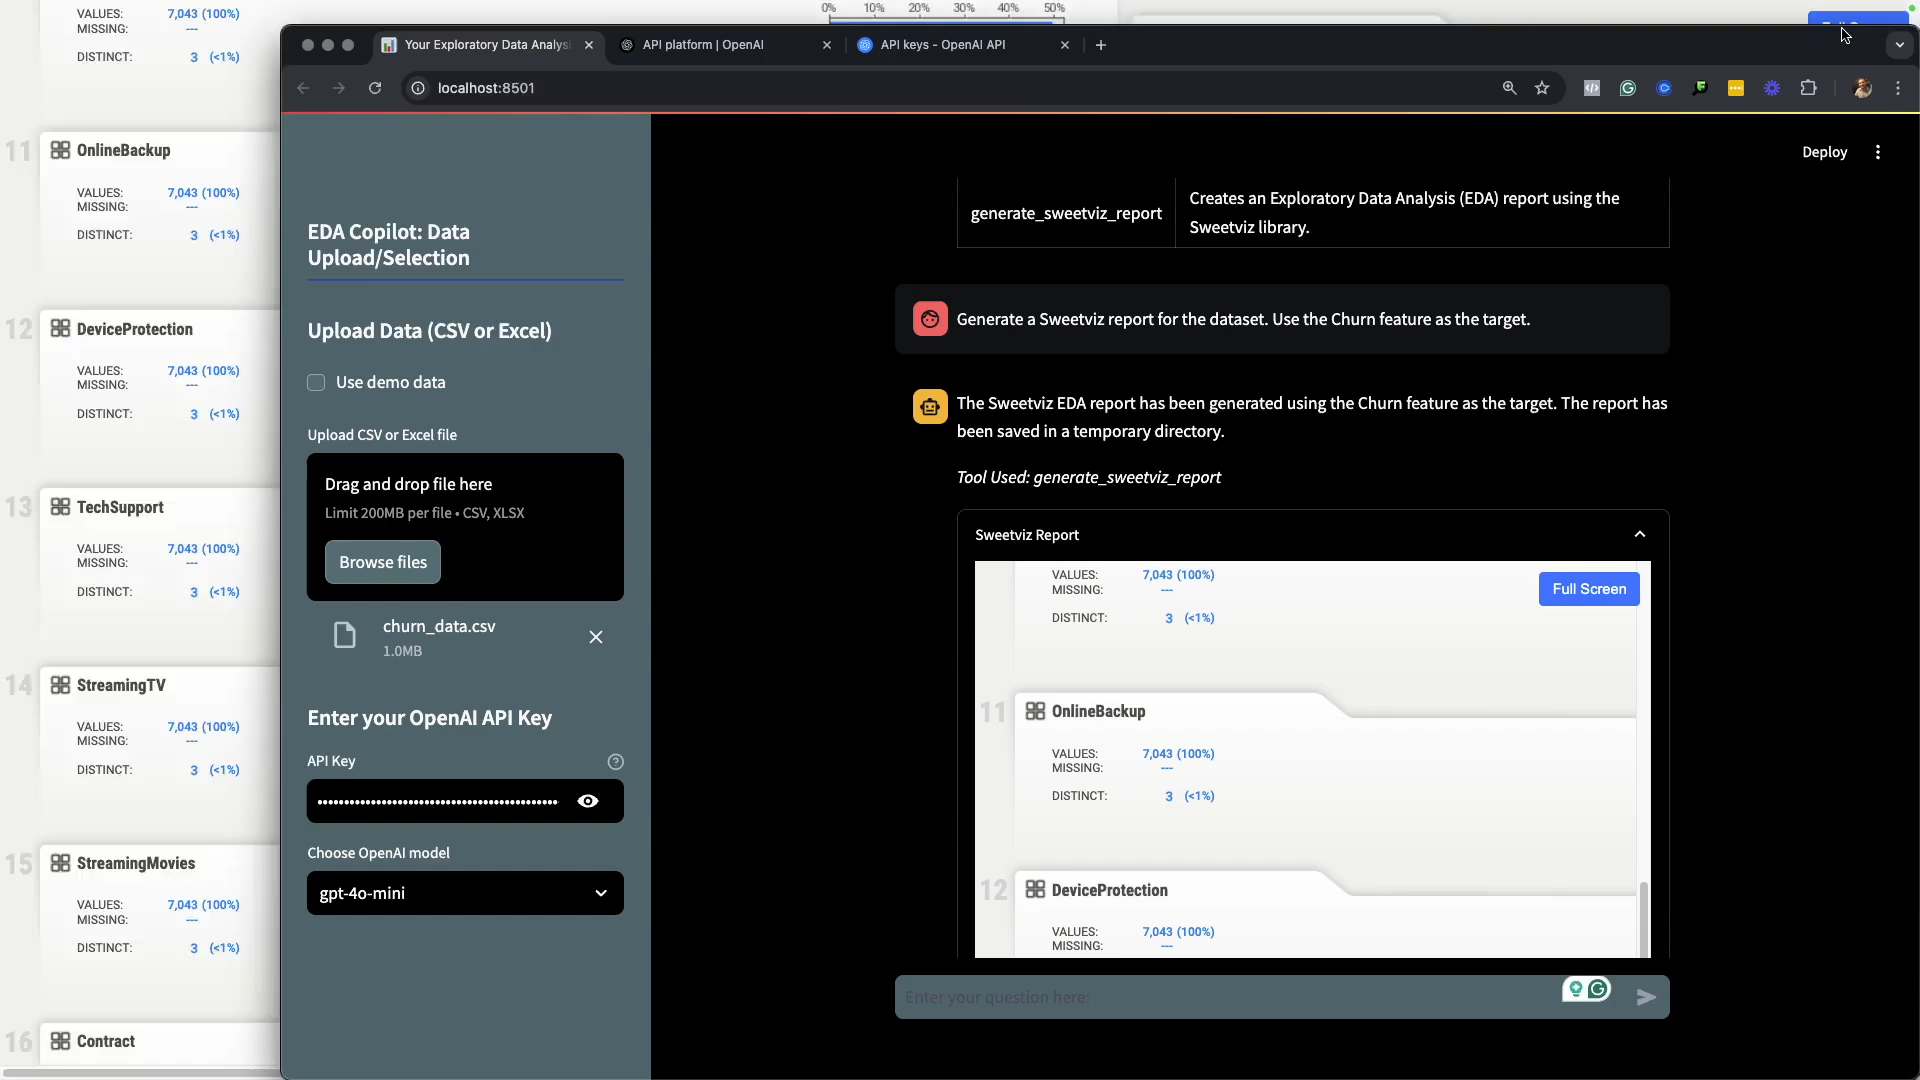 VALUES: 7,043 (100%)
MISSING: ---
DISTINCT: 3 (<1%)
11 OnlineBackup
VALUES: 7,043 (100%)
MISSING: ---
DISTINCT: 3 (<1%)
12 DeviceProtection
VALUES: 7,043 (100%)
MISSING: ---
DISTINCT: 3 (<1%)
13 TechSupport
VALUES: 7,043 (100%)
MISSING: ---
DISTINCT: 3 (<1%)
14 StreamingTV
VALUES: 7,043 (100%)
MISSING: ---
DISTINCT: 3 (<1%)
15 StreamingMovies
VALUES: 7,043 (100%)
MISSING: ---
DISTINCT: 3 (<1%)
16 Contract
0% 10% 20% 30% 40% 50%
Your Exploratory Data Analysi
API platform | OpenAI
API keys - OpenAI API
localhost:8501
EDA Copilot: Data
Upload/Selection
Upload Data (CSV or Excel)
Use demo data
Upload CSV or Excel file
Drag and drop file here
Limit 200MB per file • CSV, XLSX
Browse files
churn_data.csv
1.0MB
Enter your OpenAI API Key
API Key
Choose OpenAI model
gpt-4o-mini
Deploy
generate_sweetviz_report
Creates an Exploratory Data Analysis (EDA) report using the
Sweetviz library.
Generate a Sweetviz report for the dataset. Use the Churn feature as the target.
The Sweetviz EDA report has been generated using the Churn feature as the target. The report has
been saved in a temporary directory.
Tool Used: generate_sweetviz_report
Sweetviz Report
VALUES: 7,043 (100%)
MISSING: ---
DISTINCT: 3 (<1%)
Full Screen
11 OnlineBackup
VALUES: 7,043 (100%)
MISSING: ---
DISTINCT: 3 (<1%)
12 DeviceProtection
VALUES: 7,043 (100%)
MISSING: ---
Enter your question here: